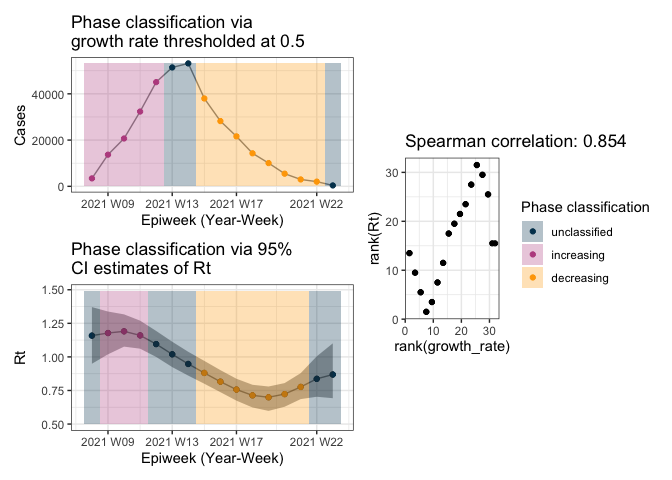 Phase classification via
growth rate thresholded at 0.5
Cases
40000
20000
0
2021 W09 2021 W13 2021 W17 2021 W22
Epiweek (Year-Week)
Phase classification via 95%
CI estimates of Rt
Rt
1.50
1.25
1.00
0.75
0.50
2021 W09 2021 W13 2021 W17 2021 W22
Epiweek (Year-Week)
Spearman correlation: 0.854
rank(Rt)
30
20
10
0
0 10 20 30
rank(growth_rate)
Phase classification
unclassified
increasing
decreasing